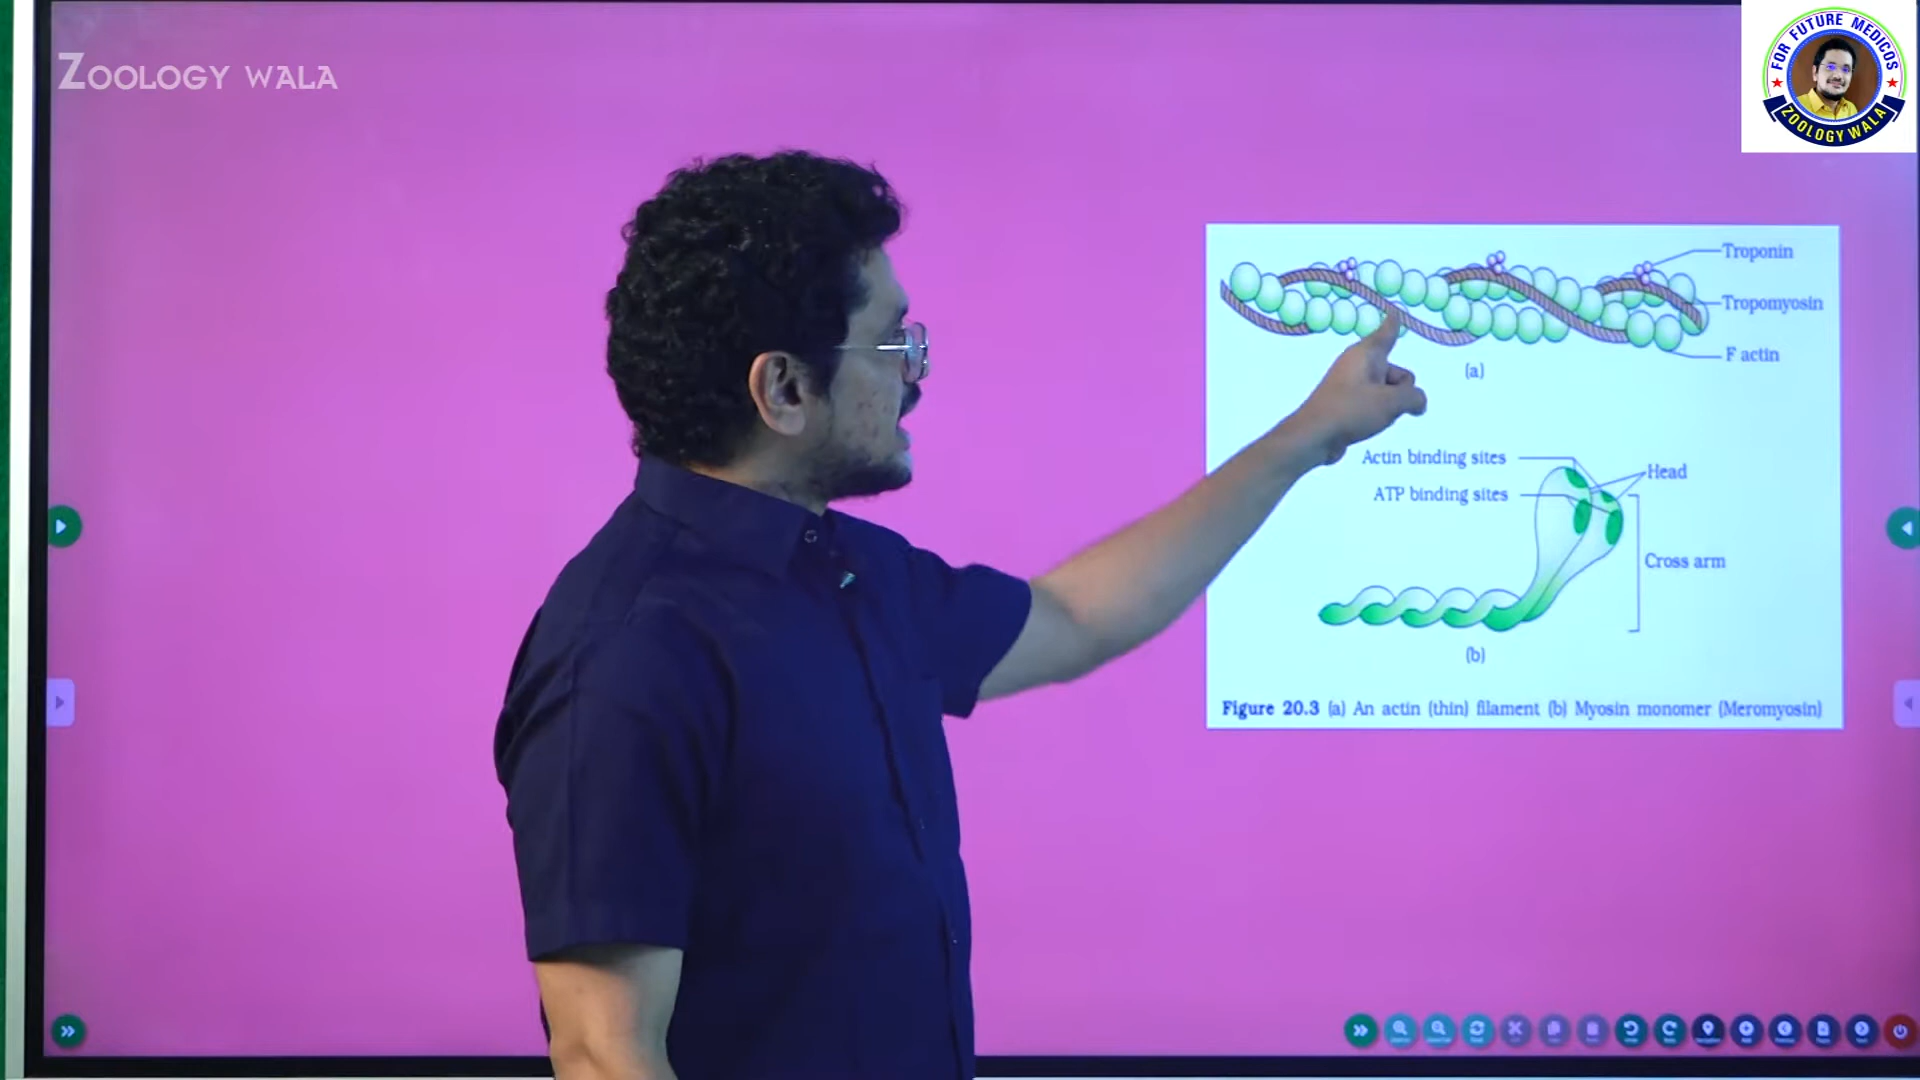 ZOOLOGY WALA
FOR FUTURE MEDICOS
ZOOLOGY WALA
Troponin
Tropomyosin
F actin
(a)
Actin binding sites
Head
ATP binding sites
Cross arm
(b)
Figure 20.3 (a) An actin (thin) filament (b) Myosin monomer (Meromyosin)